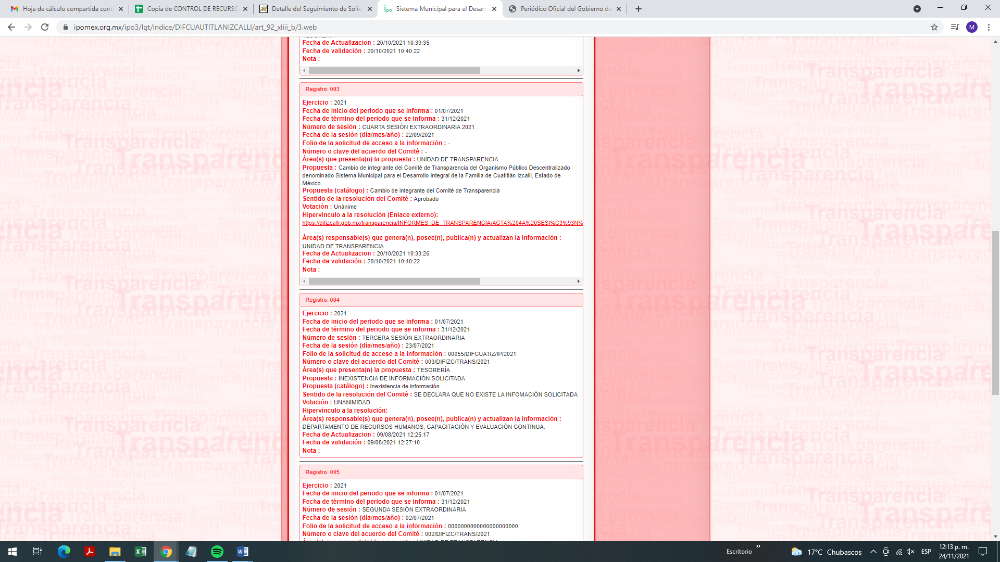 Hoja de cálculo compartida cont
Copia de CONTROL DE RECURSO
Detalle del Seguimiento de Solici
ipo Sistema Municipal para el Desarr
Periódico Oficial del Gobierno de
ipomex.org.mx/ipo3/lgt/indice/DIFCUAUTITLANIZCALLI/art_92_xliii_b/3.web
M
Fecha de Actualizacion : 20/10/2021 10:39:35
Fecha de validación : 20/10/2021 10:40:22
Nota :
Registro: 003
Ejercicio : 2021
Fecha de inicio del periodo que se informa : 01/07/2021
Fecha de término del periodo que se informa : 31/12/2021
Número de sesión : CUARTA SESIÓN EXTRAORDINARIA 2021
Fecha de la sesión (día/mes/año) : 22/09/2021
Folio de la solicitud de acceso a la información : -
Número o clave del acuerdo del Comité : -
Área(s) que presenta(n) la propuesta : UNIDAD DE TRANSPARENCIA
Propuesta : Cambio de integrante del Comité de Transparencia del Organismo Público Descentralizado
denominado Sistema Municipal para el Desarrollo Integral de la Familia de Cuatitlán Izcalli, Estado de
México
Propuesta (catálogo) : Cambio de integrante del Comité de Transparencia
Sentido de la resolución del Comité : Aprobado
Votación : Unánime
Hipervínculo a la resolución (Enlace externo):
https://difizcalli.gob.mx/transparencia/INFORMES_DE_TRANSPARENCIA/ACTA%204A%20SESI%C3%93N%
Área(s) responsable(s) que genera(n), posee(n), publica(n) y actualizan la información :
UNIDAD DE TRANSPARENCIA
Fecha de Actualizacion : 20/10/2021 10:33:26
Fecha de validación : 20/10/2021 10:40:22
Nota :
Registro: 004
Ejercicio : 2021
Fecha de inicio del periodo que se informa : 01/07/2021
Fecha de término del periodo que se informa : 31/12/2021
Número de sesión : TERCERA SESIÓN EXTRAORDINARIA
Fecha de la sesión (día/mes/año) : 23/07/2021
Folio de la solicitud de acceso a la información : 00055/DIFCUATIZ/IP/2021
Número o clave del acuerdo del Comité : 003/DIFIZC/TRANS/2021
Área(s) que presenta(n) la propuesta : TESORERÍA
Propuesta : INEXISTENCIA DE INFORMACIÓN SOLICITADA
Propuesta (catálogo) : Inexistencia de información
Sentido de la resolución del Comité : SE DECLARA QUE NO EXISTE LA INFOMACIÓN SOLICITADA
Votación : UNANIMIDAD
Hipervínculo a la resolución:
Área(s) responsable(s) que genera(n), posee(n), publica(n) y actualizan la información :
DEPARTAMENTO DE RECURSOS HUMANOS, CAPACITACIÓN Y EVALUACIÓN CONTINUA.
Fecha de Actualizacion : 09/08/2021 12:25:17
Fecha de validación : 09/08/2021 12:27:10
Nota :
Registro: 005
Ejercicio : 2021
Fecha de inicio del periodo que se informa : 01/07/2021
Fecha de término del periodo que se informa : 31/12/2021
Número de sesión : SEGUNDA SESIÓN EXTRAORDINARIA
Fecha de la sesión (día/mes/año) : 02/07/2021
Folio de la solicitud de acceso a la información : 0000000000000000000000
Número o clave del acuerdo del Comité : 002/DIFIZC/TRANS/2021
Escritorio
17°C Chubascos
ESP
12:13 p. m.
24/11/2021